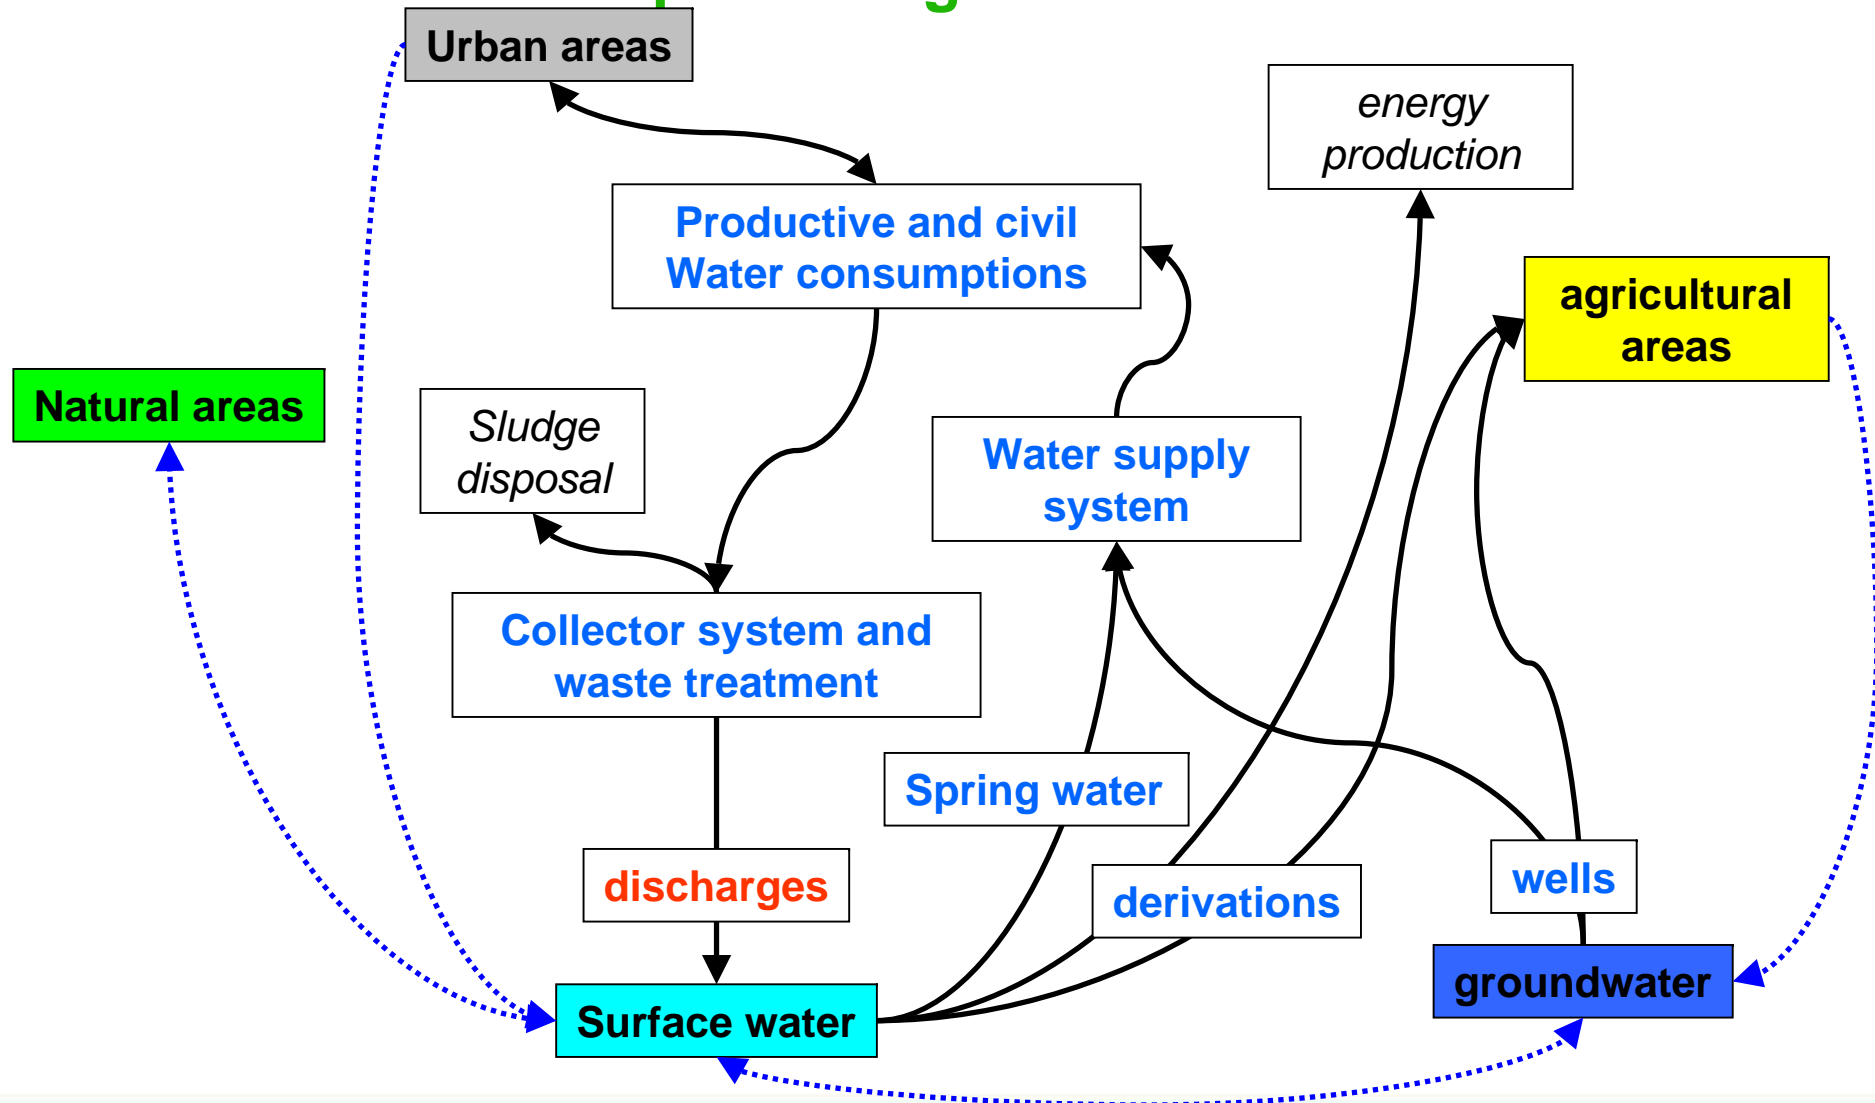 Urban areas
energy
production
Productive and civil
Water consumptions
agricultural
areas
Natural areas
Sludge
disposal
Water supply
system
Collector system and
waste treatment
Spring water
discharges
derivations
wells
groundwater
Surface water